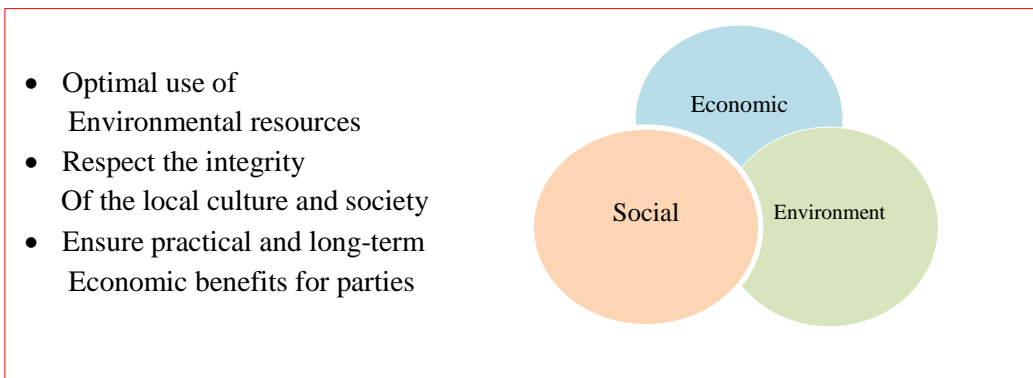 • Optimal use of
Environmental resources
• Respect the integrity
Of the local culture and society
• Ensure practical and long-term
Economic benefits for parties
Economic
Social
Environment